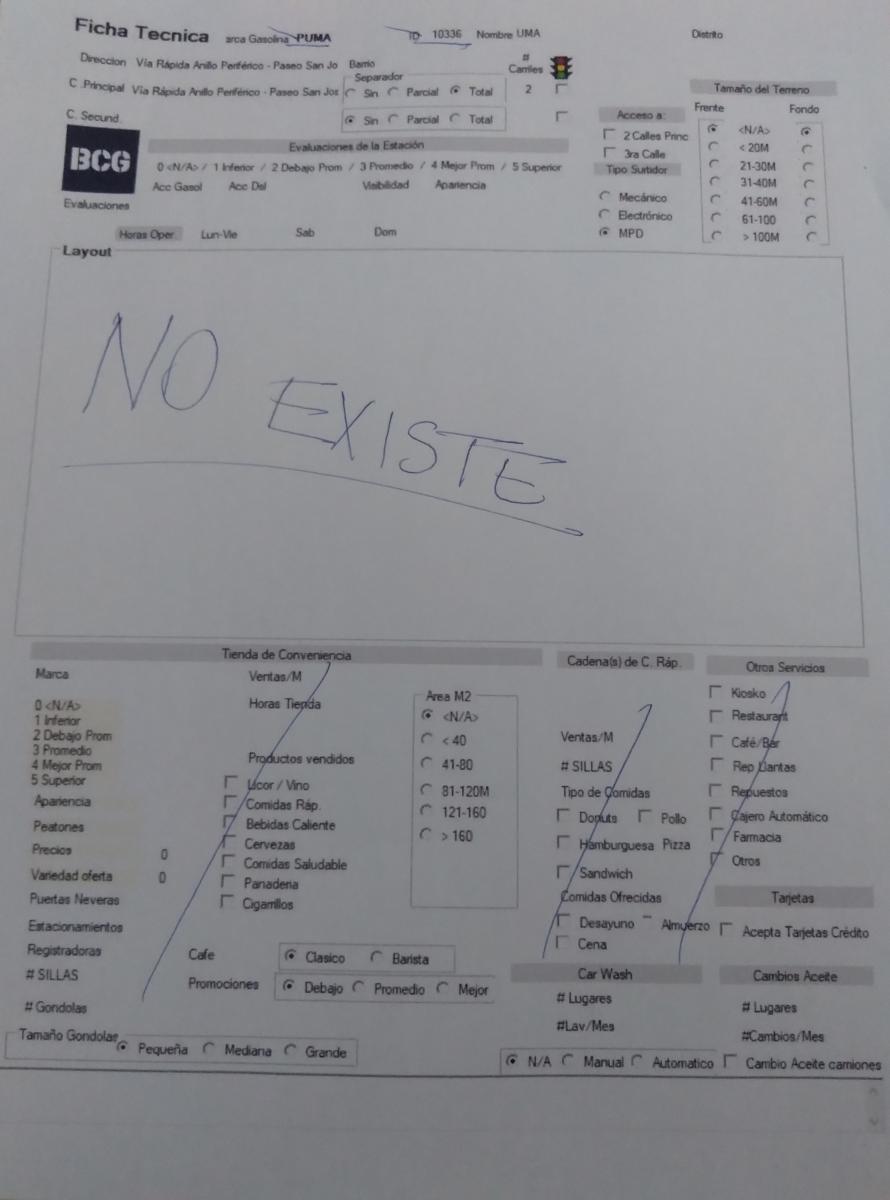 Ficha Tecnica arca Gasolina PUMA ID 10336 Nombre UMA Distrito
Direccion Vía Rápida Anillo Periférico - Paseo San Jo Barrio # Carriles
Separador
C .Principal Vía Rápida Anillo Periférico - Paseo San Jos Sin Parcial Total 2
C. Secund. Sin Parcial Total
Tamaño del Terreno
Frente Fondo
<N/A>
< 20M
21-30M
31-40M
41-60M
61-100
> 100M
Acceso a:
2 Calles Princ
3ra Calle
Tipo Surtidor
Mecánico
Electrónico
MPD
BCG
Evaluaciones de la Estación
0 <N/A> / 1 Inferior / 2 Debajo Prom / 3 Promedio / 4 Mejor Prom / 5 Superior
Acc Gasol Acc Del Visibilidad Apariencia
Evaluaciones
Horas Oper. Lun-Vie Sab Dom
Layout
NO EXISTE
Tienda de Conveniencia
Marca
0 <N/A>
1 Inferior
2 Debajo Prom
3 Promedio
4 Mejor Prom
5 Superior
Apariencia
Peatones
Precios 0
Variedad oferta 0
Puertas Neveras
Estacionamientos
Registradoras
# SILLAS
# Gondolas
Tamaño Gondolas
Pequeña Mediana Grande
Ventas/M
Horas Tienda
Productos vendidos
Licor / Vino
Comidas Ráp.
Bebidas Caliente
Cervezas
Comidas Saludable
Panaderia
Cigarrillos
Area M2
<N/A>
< 40
41-80
81-120M
121-160
> 160
Cafe Clasico Barista
Promociones Debajo Promedio Mejor
Cadena(s) de C. Ráp.
Ventas/M
# SILLAS
Tipo de Comidas
Donuts Pollo
Hamburguesa Pizza
Sandwich
Comidas Ofrecidas
Desayuno Almuerzo
Cena
Otros Servicios
Kiosko
Restaurant
Café/Bar
Rep Llantas
Repuestos
Cajero Automático
Farmacia
Otros
Tarjetas
Acepta Tarjetas Crédito
Car Wash
# Lugares
#Lav/Mes
N/A Manual Automatico
Cambios Aceite
# Lugares
#Cambios/Mes
Cambio Aceite camiones